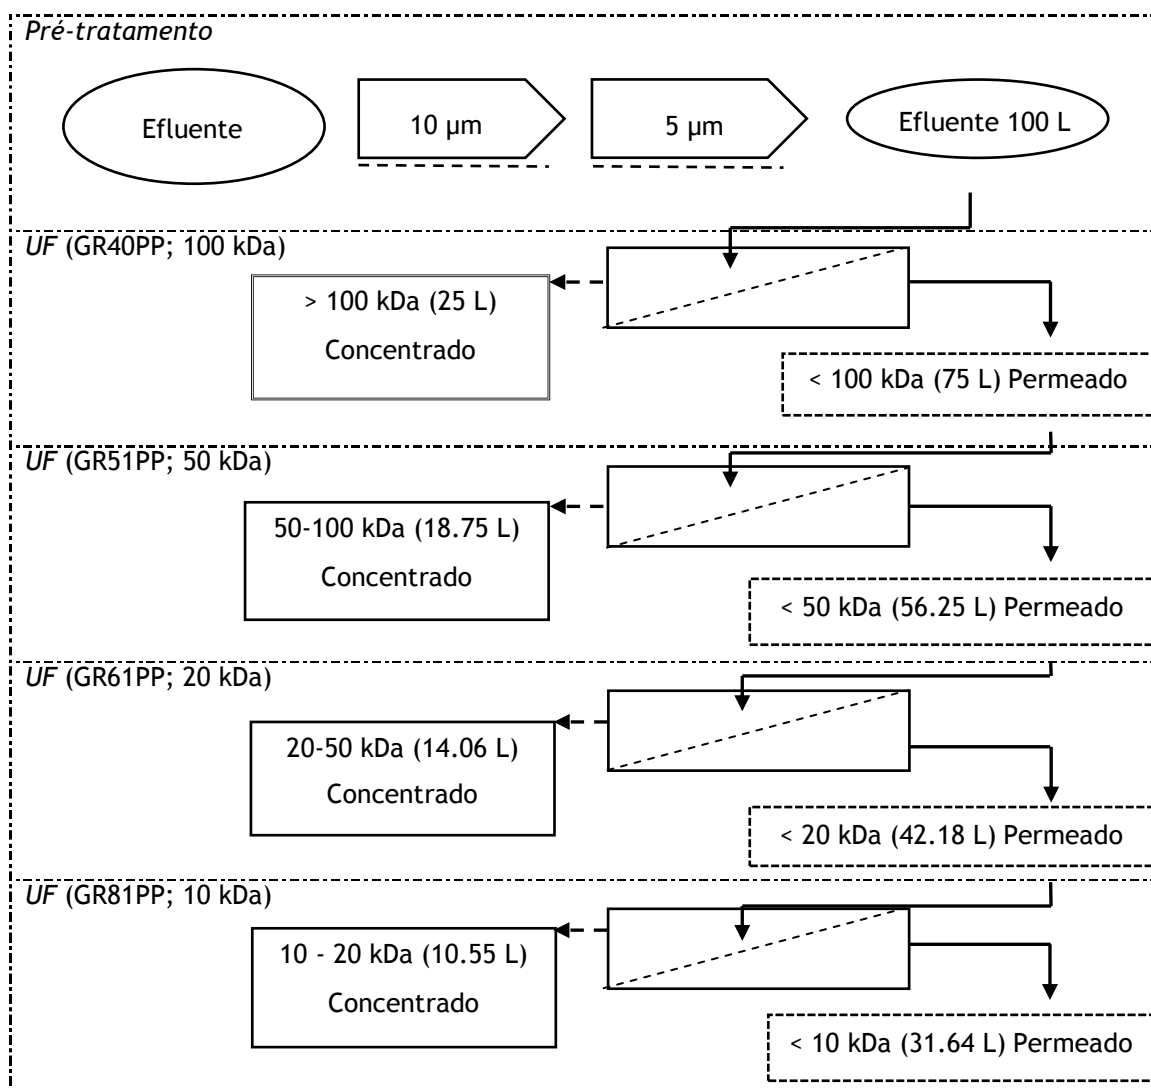 Pré-tratamento
Efluente
10 µm
5 µm
Efluente 100 L
UF (GR40PP; 100 kDa)
> 100 kDa (25 L)
Concentrado
< 100 kDa (75 L) Permeado
UF (GR51PP; 50 kDa)
50-100 kDa (18.75 L)
Concentrado
< 50 kDa (56.25 L) Permeado
UF (GR61PP; 20 kDa)
20-50 kDa (14.06 L)
Concentrado
< 20 kDa (42.18 L) Permeado
UF (GR81PP; 10 kDa)
10 - 20 kDa (10.55 L)
Concentrado
< 10 kDa (31.64 L) Permeado